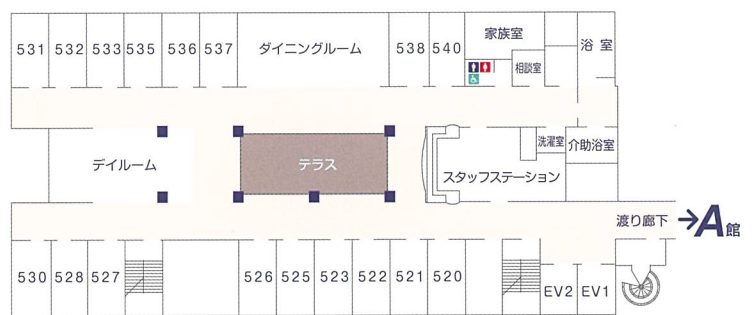 531
532
533
535
536
537
ダイニングルーム
538
540
家族室
相談室
浴 室
デイルーム
テラス
洗濯室
介助浴室
スタッフステーション
渡り廊下
A館
530
528
527
526
525
523
522
521
520
EV2
EV1